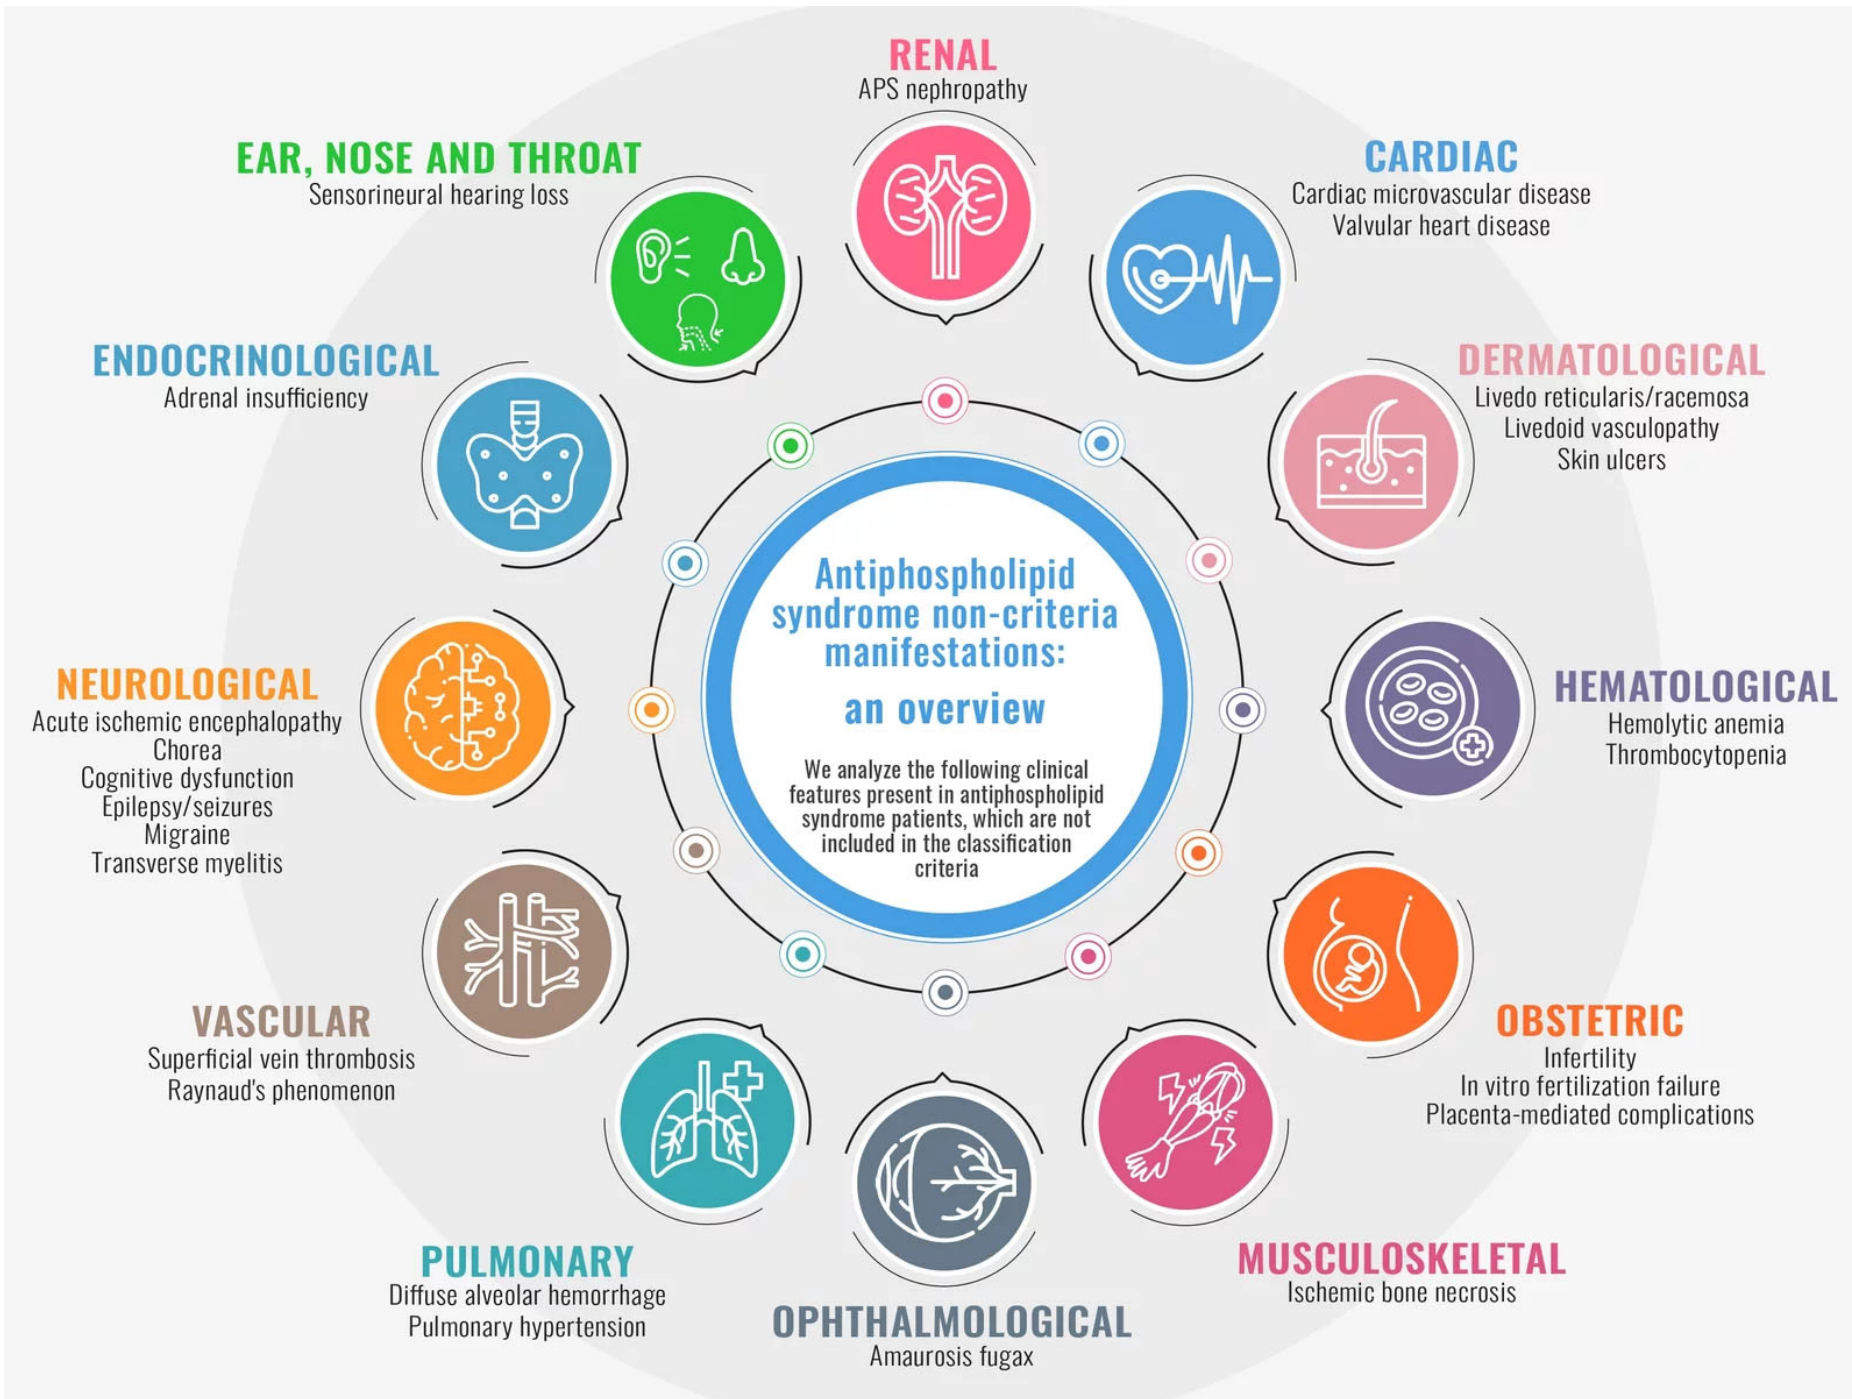 RENAL
APS nephropathy
CARDIAC
Cardiac microvascular disease
Valvular heart disease
DERMATOLOGICAL
Livedo reticularis/racemosa
Livedoid vasculopathy
Skin ulcers
HEMATOLOGICAL
Hemolytic anemia
Thrombocytopenia
OBSTETRIC
Infertility
In vitro fertilization failure
Placenta-mediated complications
MUSCULOSKELETAL
Ischemic bone necrosis
OPHTHALMOLOGICAL
Amaurosis fugax
PULMONARY
Diffuse alveolar hemorrhage
Pulmonary hypertension
VASCULAR
Superficial vein thrombosis
Raynaud's phenomenon
NEUROLOGICAL
Acute ischemic encephalopathy
Chorea
Cognitive dysfunction
Epilepsy/seizures
Migraine
Transverse myelitis
ENDOCRINOLOGICAL
Adrenal insufficiency
EAR, NOSE AND THROAT
Sensorineural hearing loss
Antiphospholipid
syndrome non-criteria
manifestations:
an overview
We analyze the following clinical
features present in antiphospholipid
syndrome patients, which are not
included in the classification
criteria